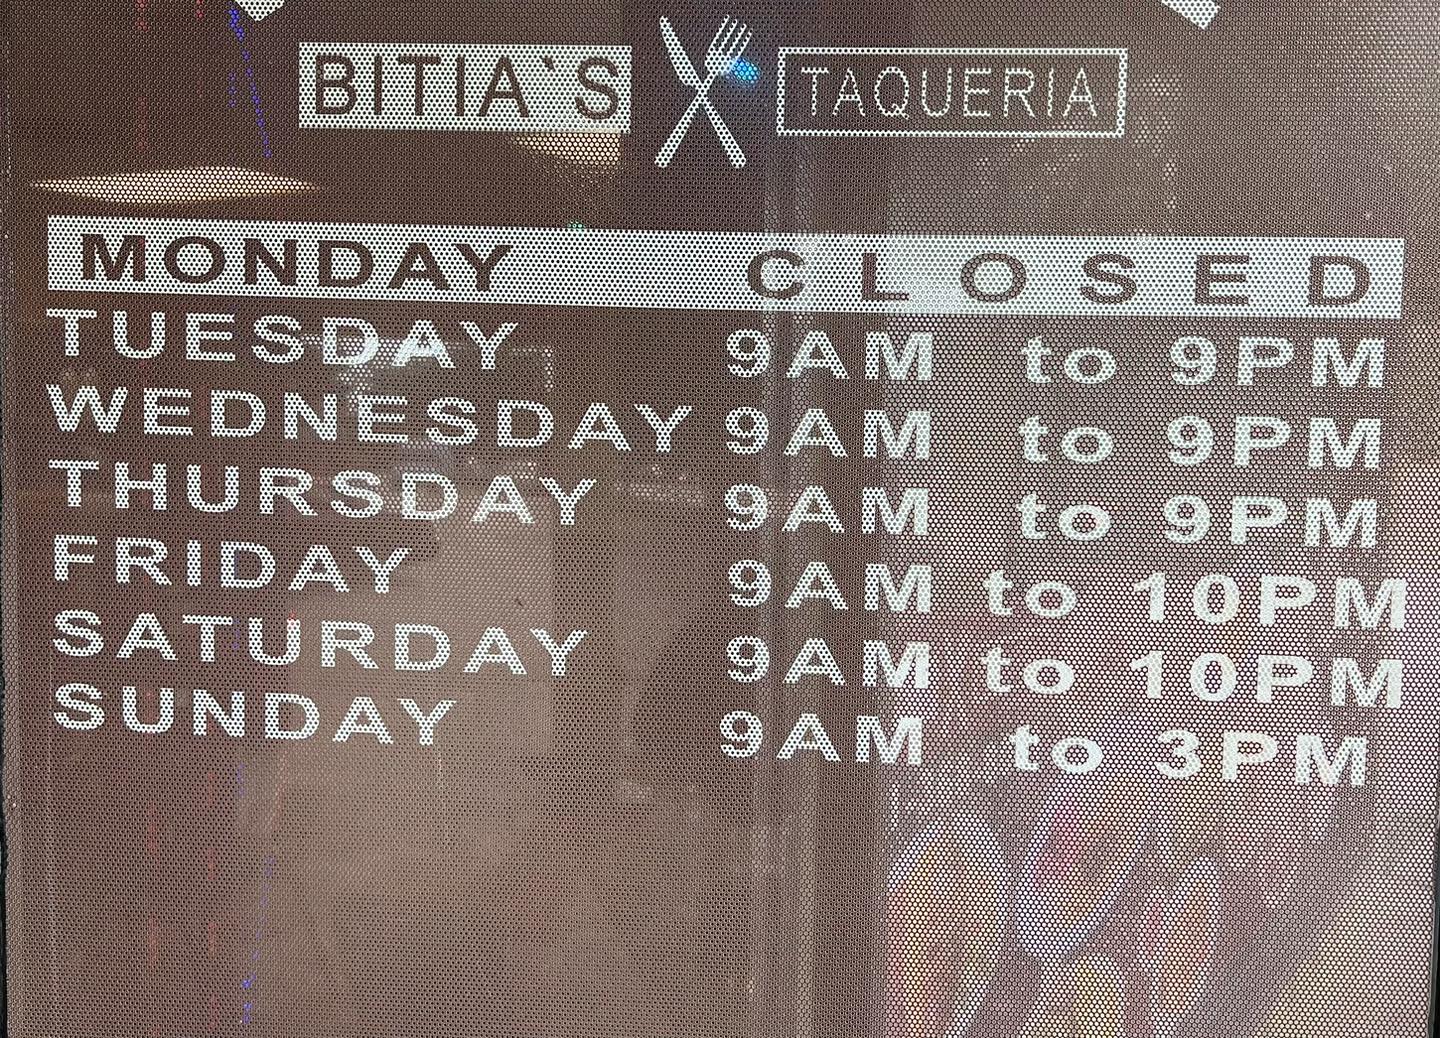 BITIA`S TAQUERIA
MONDAY CLOSED
TUESDAY 9AM to 9PM
WEDNESDAY 9AM to 9PM
THURSDAY 9AM to 9PM
FRIDAY 9AM to 10PM
SATURDAY 9AM to 10PM
SUNDAY 9AM to 3PM